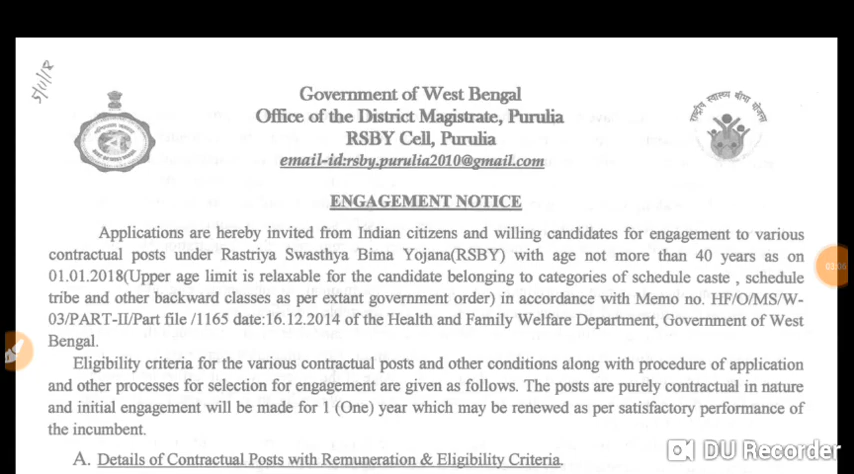 5/1/18
Government of West Bengal
Office of the District Magistrate, Purulia
RSBY Cell, Purulia
email-id:rsby.purulia2010@gmail.com
राष्ट्रीय स्वास्थ्य बीमा योजना
ENGAGEMENT NOTICE
Applications are hereby invited from Indian citizens and willing candidates for engagement to various
contractual posts under Rastriya Swasthya Bima Yojana(RSBY) with age not more than 40 years as on
01.01.2018(Upper age limit is relaxable for the candidate belonging to categories of schedule caste , schedule
tribe and other backward classes as per extant government order) in accordance with Memo no. HF/O/MS/W-
03/PART-II/Part file /1165 date:16.12.2014 of the Health and Family Welfare Department, Government of West
Bengal.
Eligibility criteria for the various contractual posts and other conditions along with procedure of application
and other processes for selection for engagement are given as follows. The posts are purely contractual in nature
and initial engagement will be made for 1 (One) year which may be renewed as per satisfactory performance of
the incumbent.
A. Details of Contractual Posts with Remuneration & Eligibility Criteria.
03:06
DU Recorder